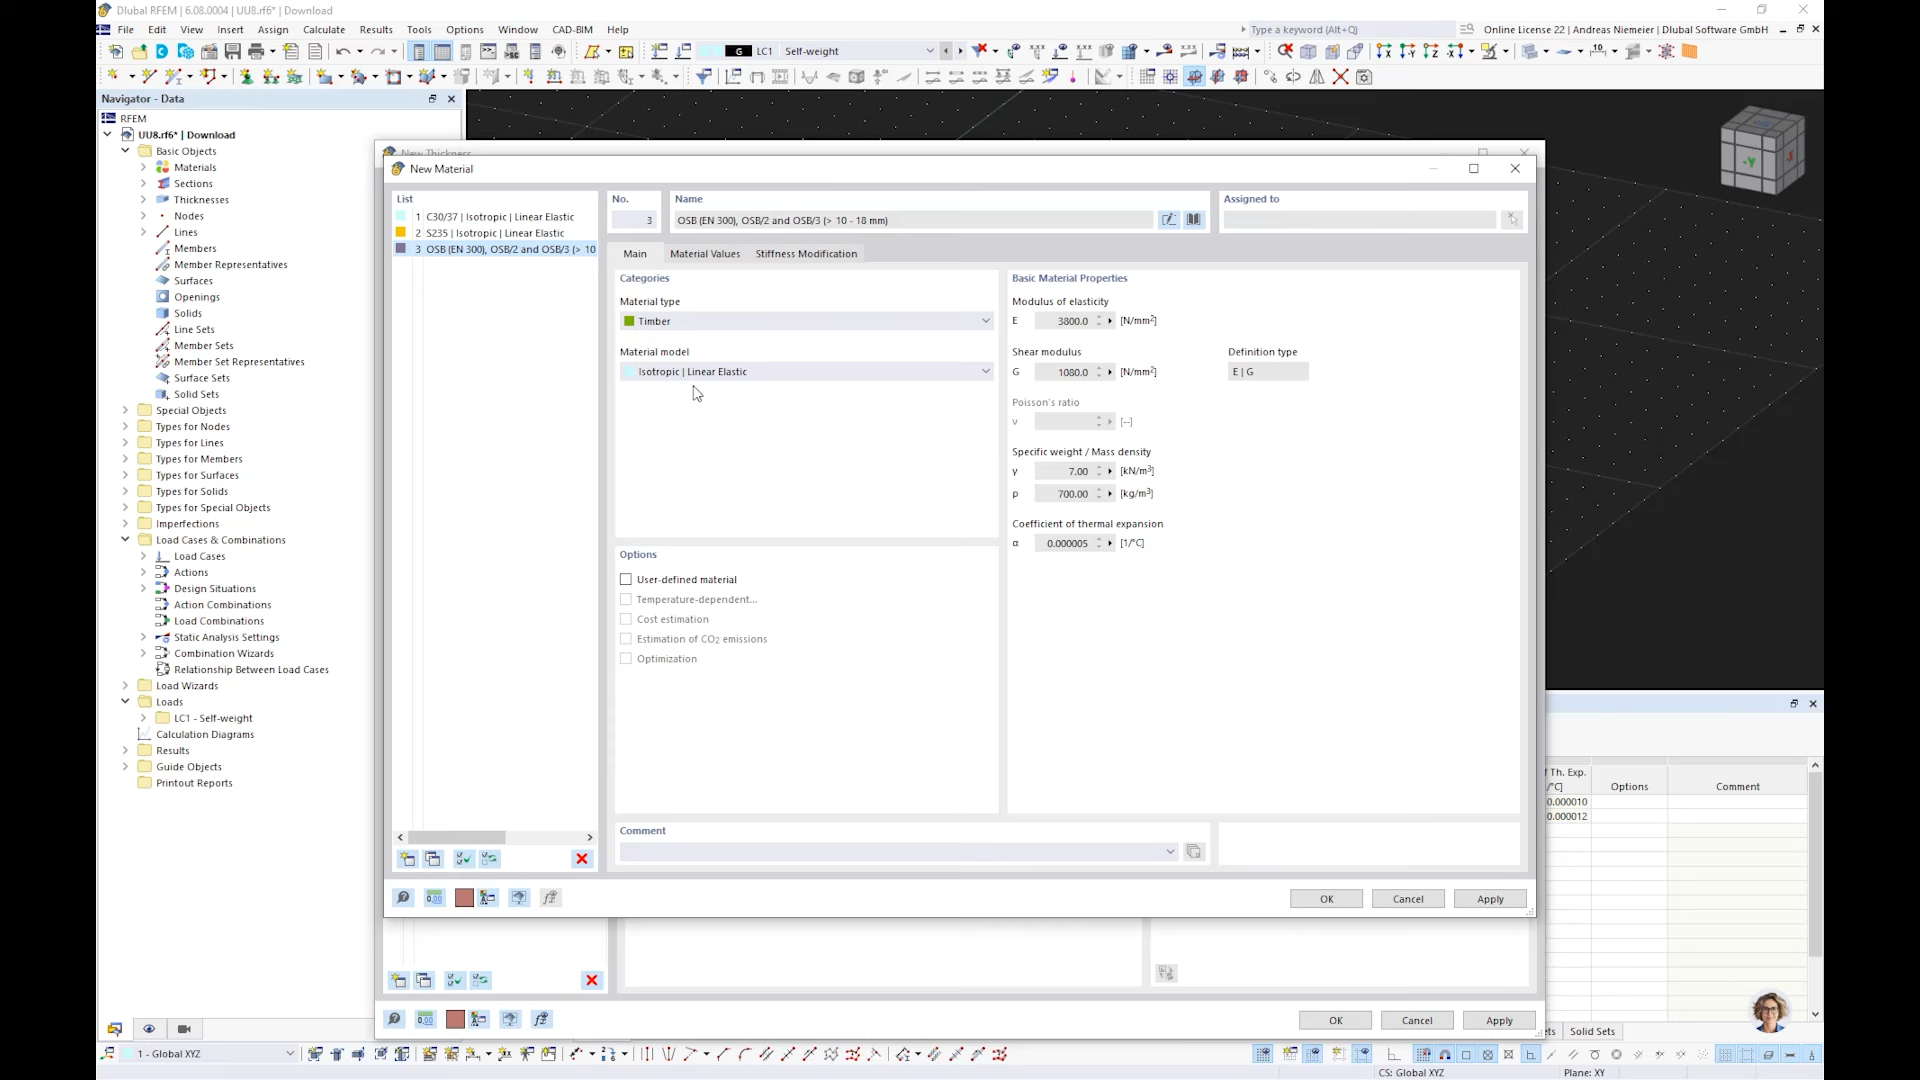 Dlubal RFEM | 6.08.0004 | UU8.rf6* | Download
File Edit View Insert Assign Calculate Results Tools Options Window CAD-BIM Help
Type a keyword (Alt+Q)
Online License 22 | Andreas Niemeier | Dlubal Software GmbH
G LC1 Self-weight
Navigator - Data
RFEM
UU8.rf6* | Download
Basic Objects
Materials
Sections
Thicknesses
Nodes
Lines
Members
Member Representatives
Surfaces
Openings
Solids
Line Sets
Member Sets
Member Set Representatives
Surface Sets
Solid Sets
Special Objects
Types for Nodes
Types for Lines
Types for Members
Types for Surfaces
Types for Solids
Types for Special Objects
Imperfections
Load Cases & Combinations
Load Cases
Actions
Design Situations
Action Combinations
Load Combinations
Static Analysis Settings
Combination Wizards
Relationship Between Load Cases
Load Wizards
Loads
LC1 - Self-weight
Calculation Diagrams
Results
Guide Objects
Printout Reports
New Thickness
New Material
List
1 C30/37 | Isotropic | Linear Elastic
2 S235 | Isotropic | Linear Elastic
3 OSB (EN 300), OSB/2 and OSB/3 (> 10
No.
3
Name
OSB (EN 300), OSB/2 and OSB/3 (> 10 - 18 mm)
Assigned to
Main Material Values Stiffness Modification
Categories
Material type
Timber
Material model
Isotropic | Linear Elastic
Options
User-defined material
Temperature-dependent...
Cost estimation
Estimation of CO2 emissions
Optimization
Basic Material Properties
Modulus of elasticity
E 3800.0 [N/mm2]
Shear modulus Definition type
G 1080.0 [N/mm2] E | G
Poisson's ratio
ν [--]
Specific weight / Mass density
γ 7.00 [kN/m3]
ρ 700.00 [kg/m3]
Coefficient of thermal expansion
α 0.000005 [1/°C]
Comment
OK Cancel Apply
OK Cancel Apply
f Th. Exp.
/°C] Options Comment
0.000010
0.000012
ets Solid Sets
1 - Global XYZ
CS: Global XYZ Plane: XY